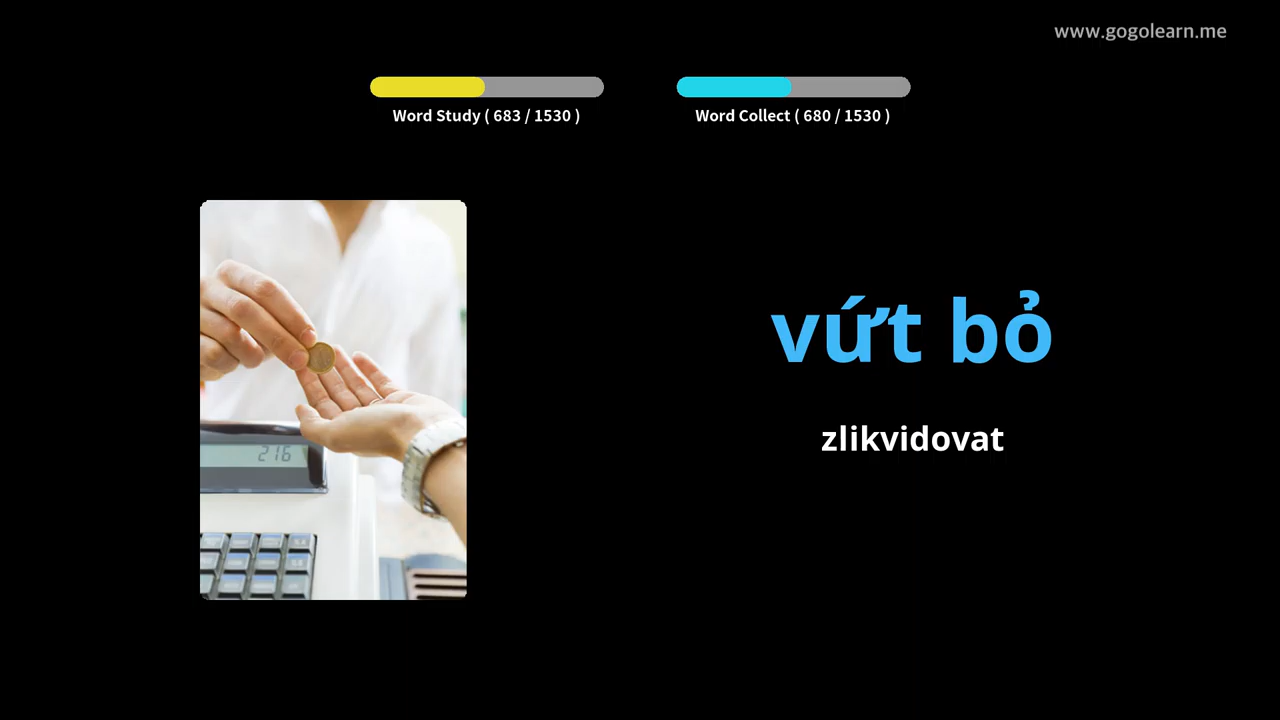 www.gogolearn.me
Word Study ( 683 / 1530 )
Word Collect ( 680 / 1530 )
vứt bỏ
zlikvidovat
216